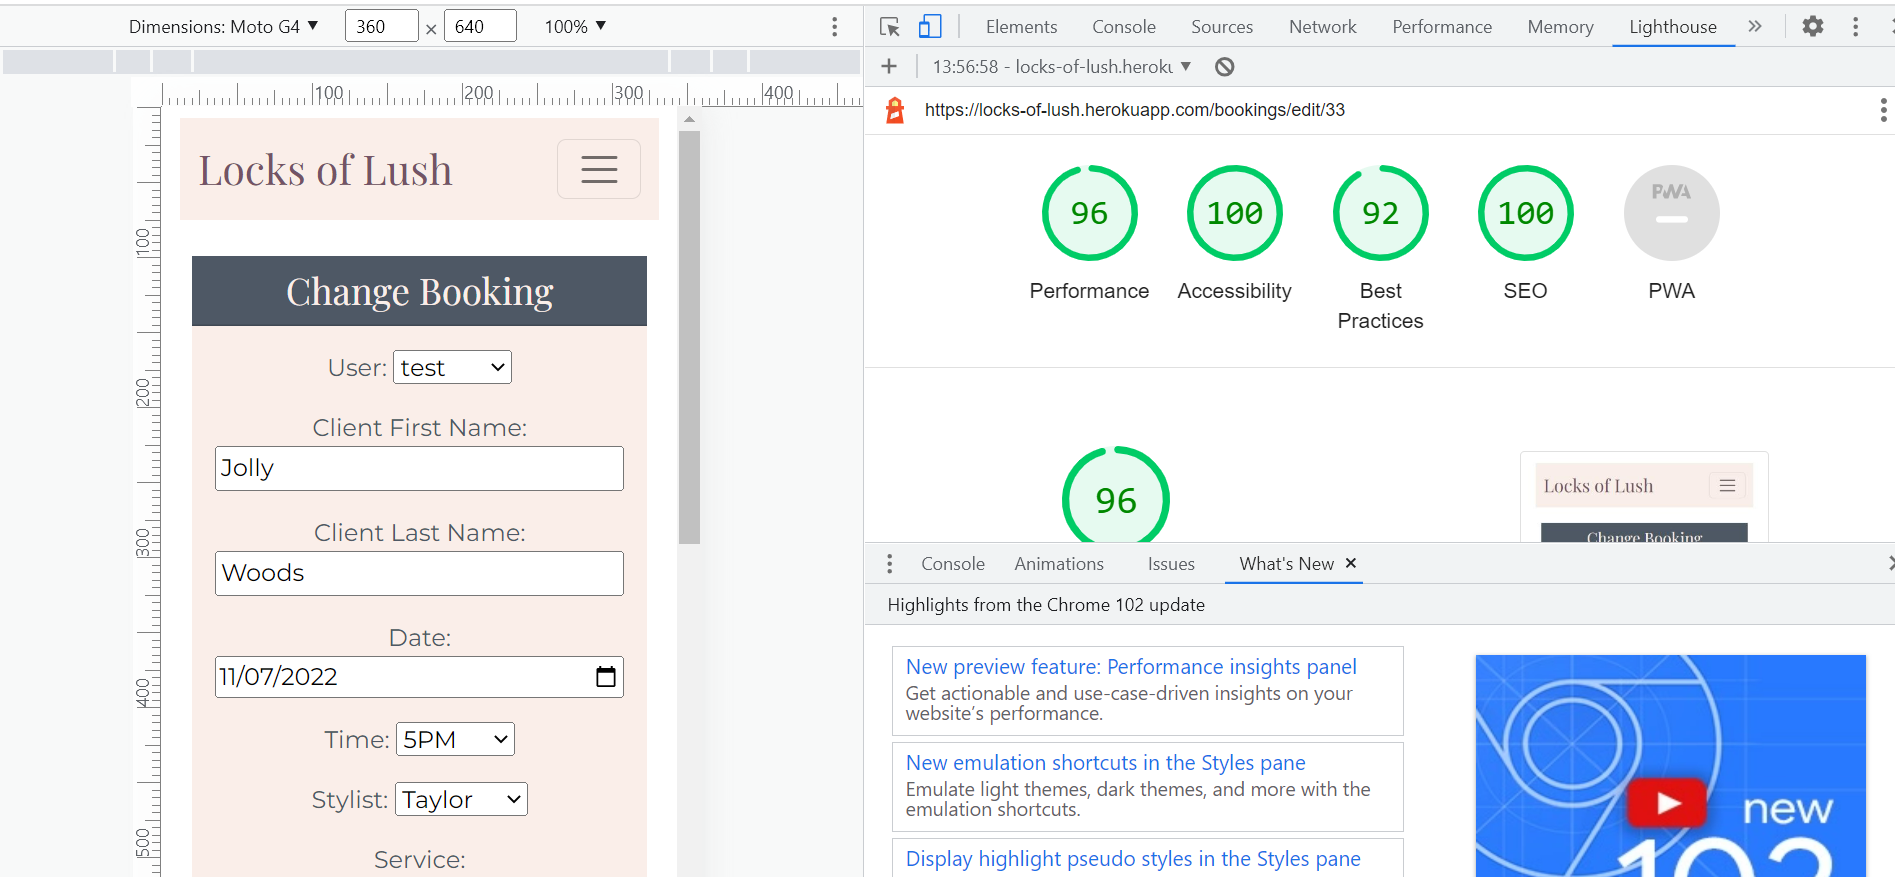 Dimensions: Moto G4 ▼ 360 × 640 100% ▼
Elements Console Sources Network Performance Memory Lighthouse »
+ 13:56:58 - locks-of-lush.heroku ▼
https://locks-of-lush.herokuapp.com/bookings/edit/33
100 200 300 400
100
200
300
400
500
Locks of Lush
Change Booking
User: test
Client First Name:
Jolly
Client Last Name:
Woods
Date:
11/07/2022
Time: 5PM
Stylist: Taylor
Service:
96 100 92 100 PWA
Performance Accessibility Best SEO PWA
Practices
96
Locks of Lush
Change Booking
Console Animations Issues What's New ×
Highlights from the Chrome 102 update
New preview feature: Performance insights panel
Get actionable and use-case-driven insights on your
website's performance.
New emulation shortcuts in the Styles pane
Emulate light themes, dark themes, and more with the
emulation shortcuts.
Display highlight pseudo styles in the Styles pane
new
102